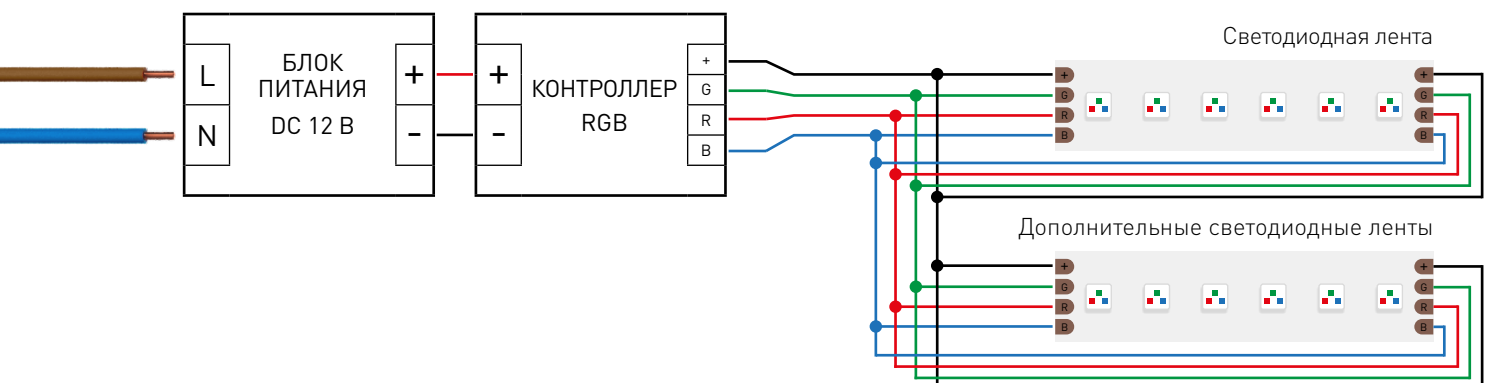 Светодиодная лента
L
N
БЛОК
ПИТАНИЯ
DC 12 В
+
-
+
-
КОНТРОЛЛЕР
RGB
+
G
R
B
+
G
R
B
+
G
R
B
Дополнительные светодиодные ленты
+
G
R
B
+
G
R
B